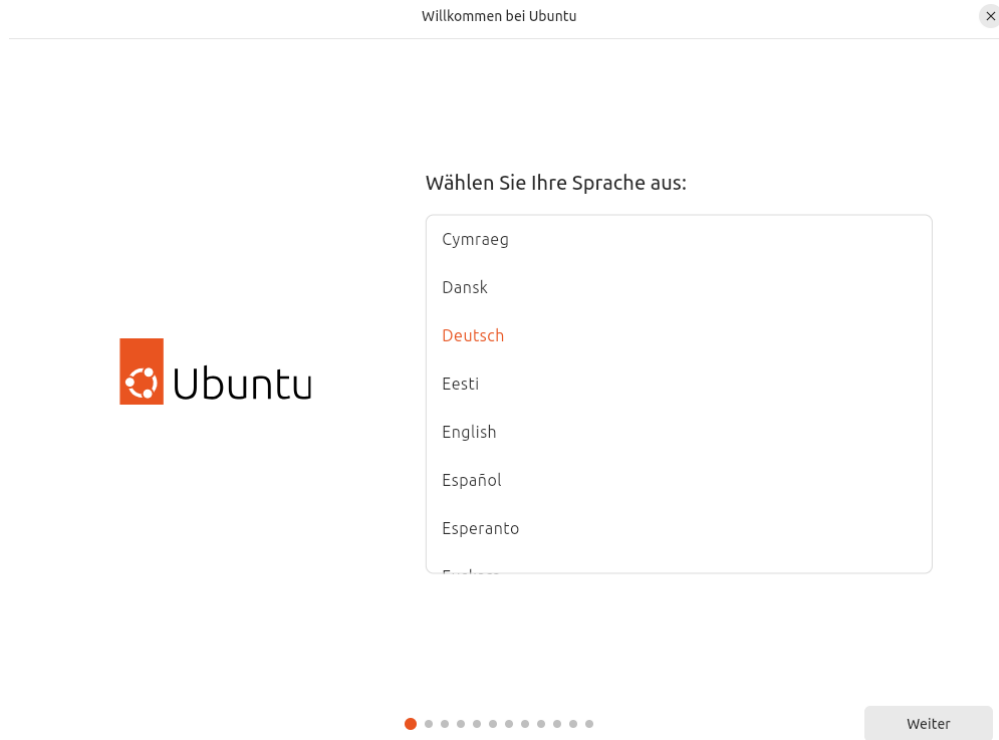 Willkommen bei Ubuntu
Wählen Sie Ihre Sprache aus:
Cymraeg
Dansk
Deutsch
Eesti
English
Español
Esperanto
Ubuntu
Weiter